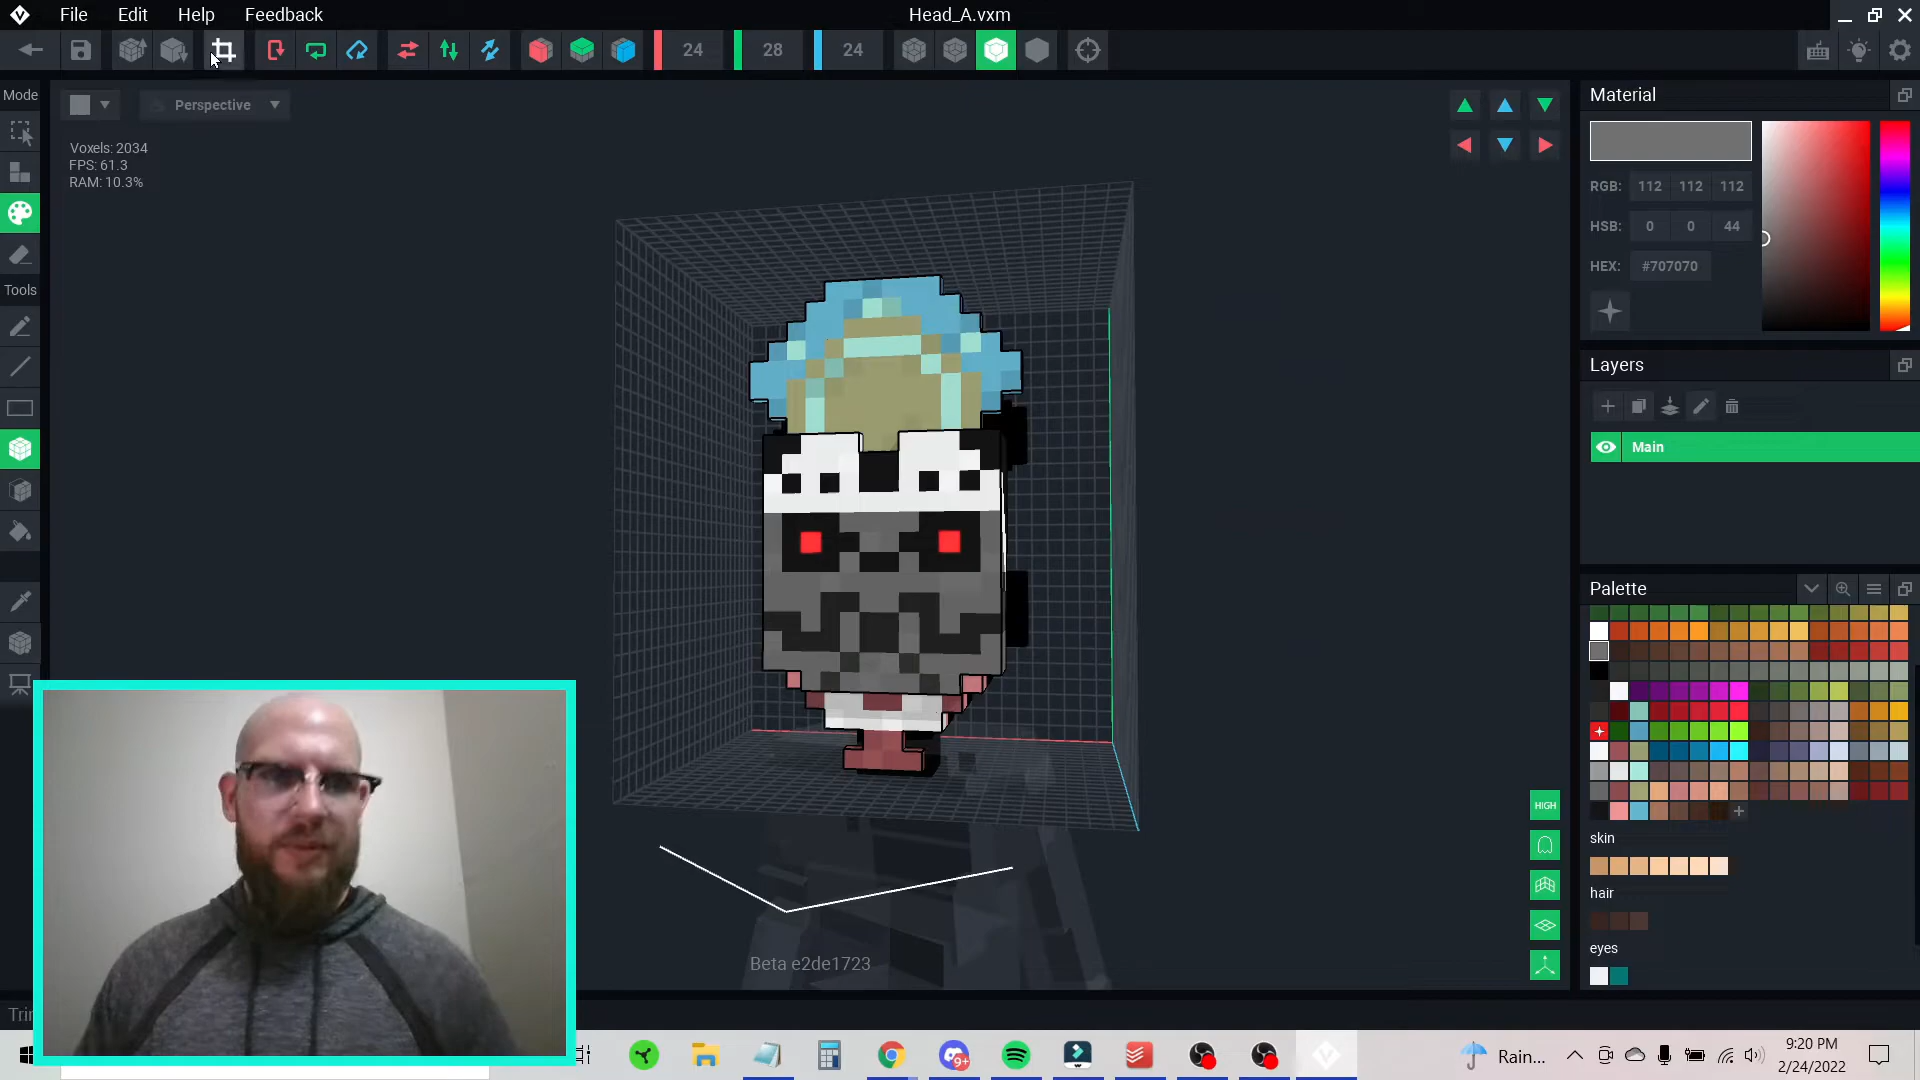 File Edit Help Feedback Head_A.vxm
24 28 24
Mode
Perspective
Voxels: 2034
FPS: 61.3
RAM: 10.3%
Tools
Material
RGB: 112 112 112
HSB: 0 0 44
HEX: #707070
Layers
Main
Palette
skin
hair
eyes
HIGH
Beta e2de1723
9+
Rain...
9:20 PM
2/24/2022